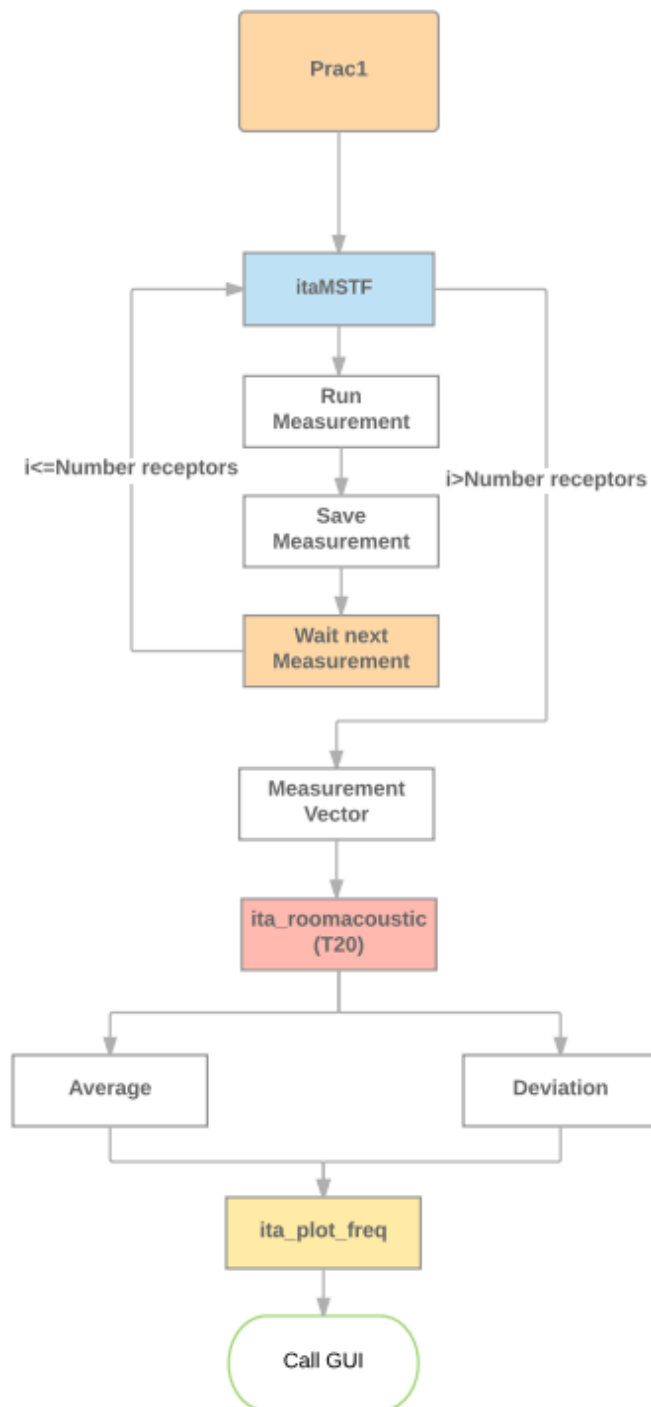 Prac1
itaMSTF
Run
Measurement
i<=Number receptors
i>Number receptors
Save
Measurement
Wait next
Measurement
Measurement
Vector
ita_roomacoustic
(T20)
Average
Deviation
ita_plot_freq
Call GUI